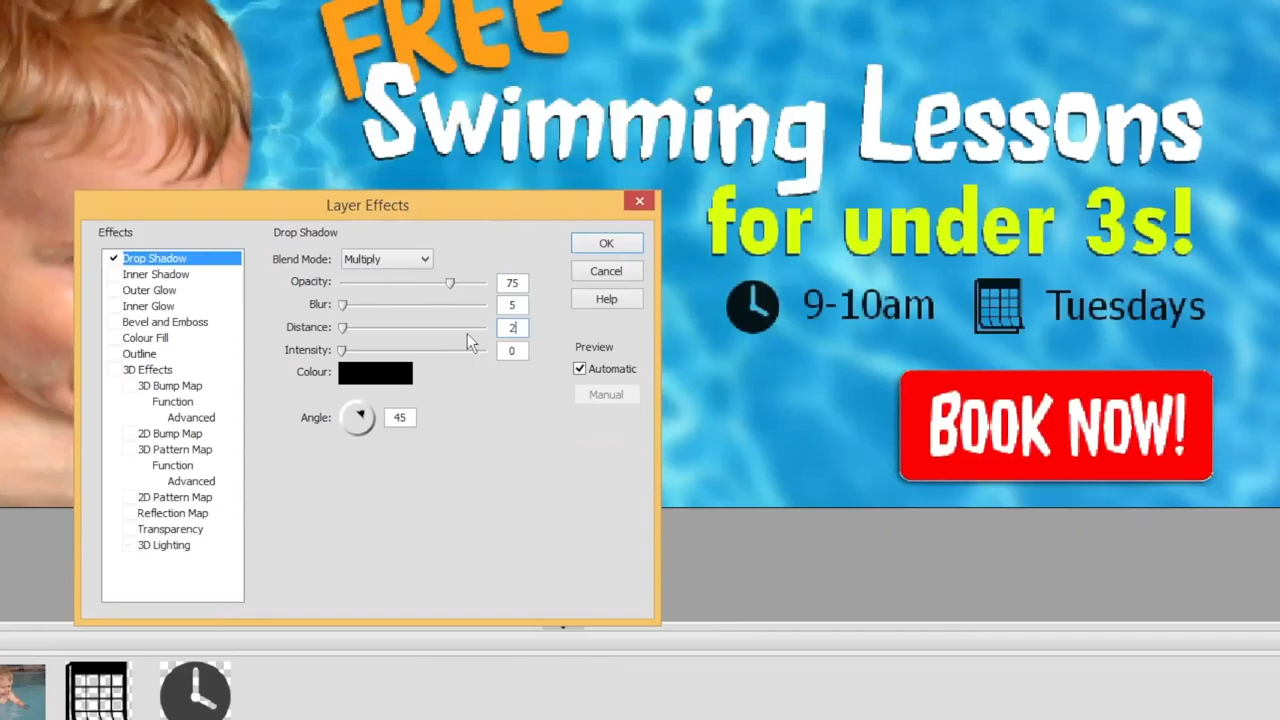 FREE
Swimming Lessons
for under 3s!
9-10am Tuesdays
BOOK NOW!
Layer Effects
Effects
Drop Shadow
Inner Shadow
Outer Glow
Inner Glow
Bevel and Emboss
Colour Fill
Outline
3D Effects
3D Bump Map
Function
Advanced
2D Bump Map
3D Pattern Map
Function
Advanced
2D Pattern Map
Reflection Map
Transparency
3D Lighting
Drop Shadow
Blend Mode: Multiply
Opacity: 75
Blur: 5
Distance: 2
Intensity: 0
Colour:
Angle: 45
OK
Cancel
Help
Preview
Automatic
Manual